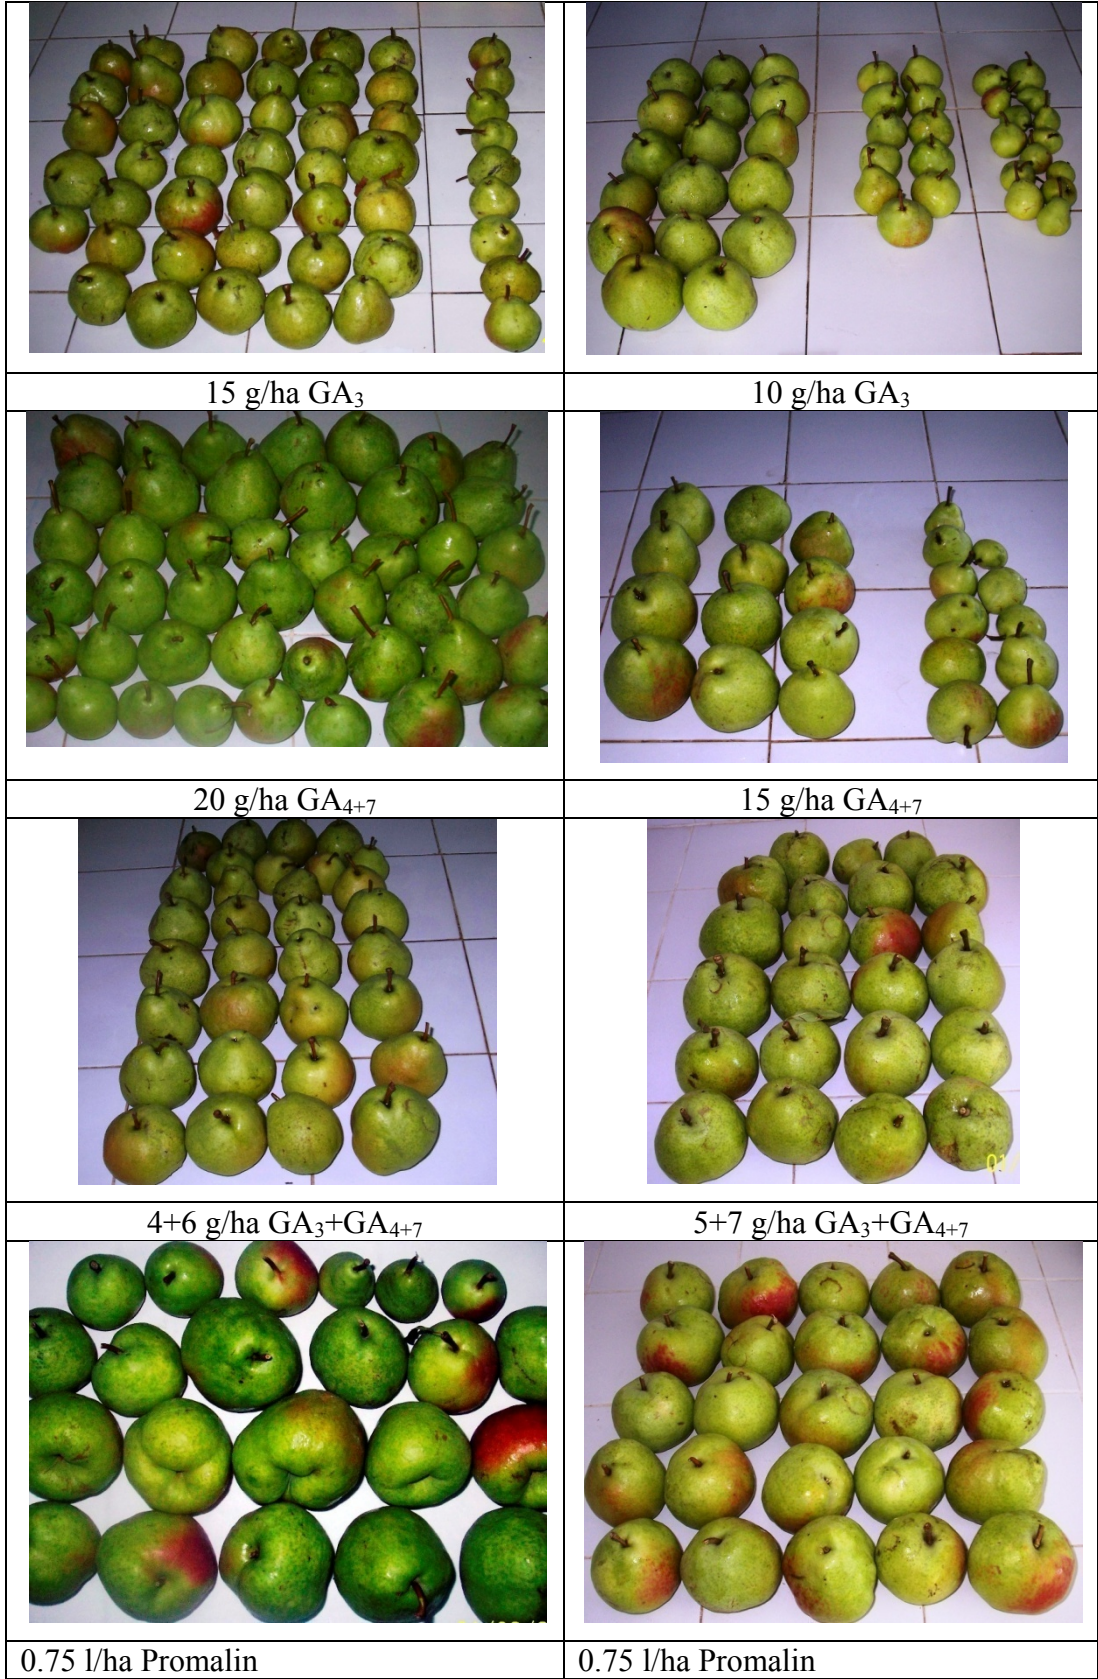 15 g/ha GA₃
10 g/ha GA₃
20 g/ha GA₄₊₇
15 g/ha GA₄₊₇
4+6 g/ha GA₃+GA₄₊₇
5+7 g/ha GA₃+GA₄₊₇
0.75 l/ha Promalin
0.75 l/ha Promalin